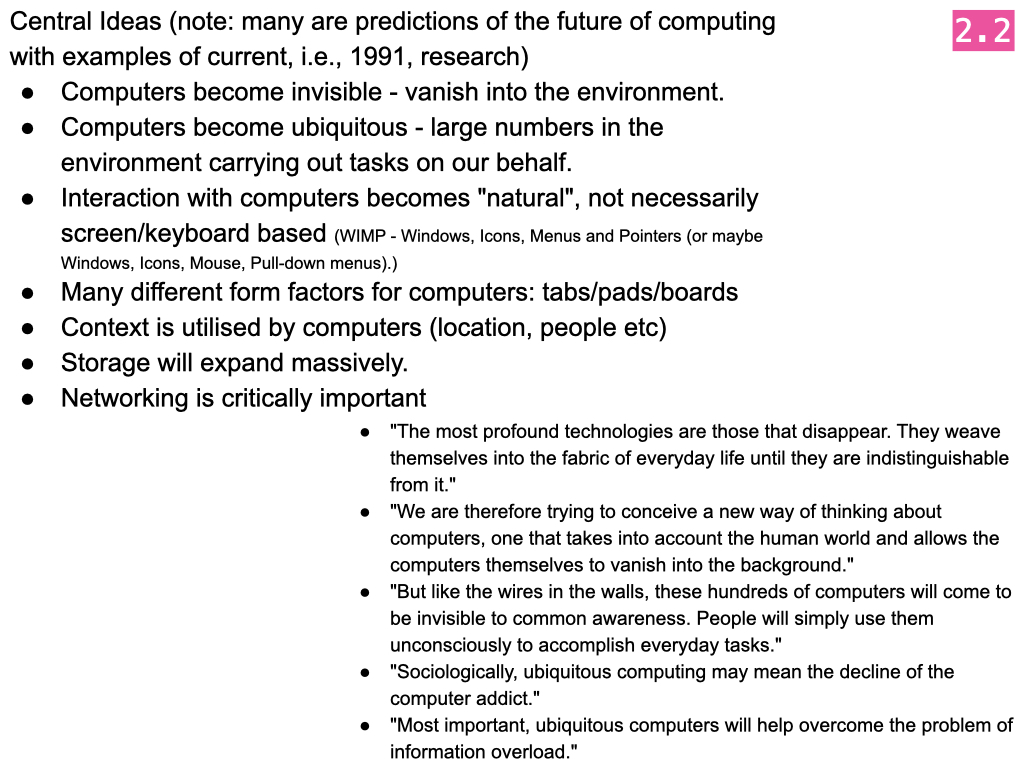 Central Ideas (note: many are predictions of the future of computing
with examples of current, i.e., 1991, research)
2.2
● Computers become invisible - vanish into the environment.
● Computers become ubiquitous - large numbers in the
environment carrying out tasks on our behalf.
● Interaction with computers becomes "natural", not necessarily
screen/keyboard based (WIMP - Windows, Icons, Menus and Pointers (or maybe
Windows, Icons, Mouse, Pull-down menus).)
● Many different form factors for computers: tabs/pads/boards
● Context is utilised by computers (location, people etc)
● Storage will expand massively.
● Networking is critically important
● "The most profound technologies are those that disappear. They weave
themselves into the fabric of everyday life until they are indistinguishable
from it."
● "We are therefore trying to conceive a new way of thinking about
computers, one that takes into account the human world and allows the
computers themselves to vanish into the background."
● "But like the wires in the walls, these hundreds of computers will come to
be invisible to common awareness. People will simply use them
unconsciously to accomplish everyday tasks."
● "Sociologically, ubiquitous computing may mean the decline of the
computer addict."
● "Most important, ubiquitous computers will help overcome the problem of
information overload."